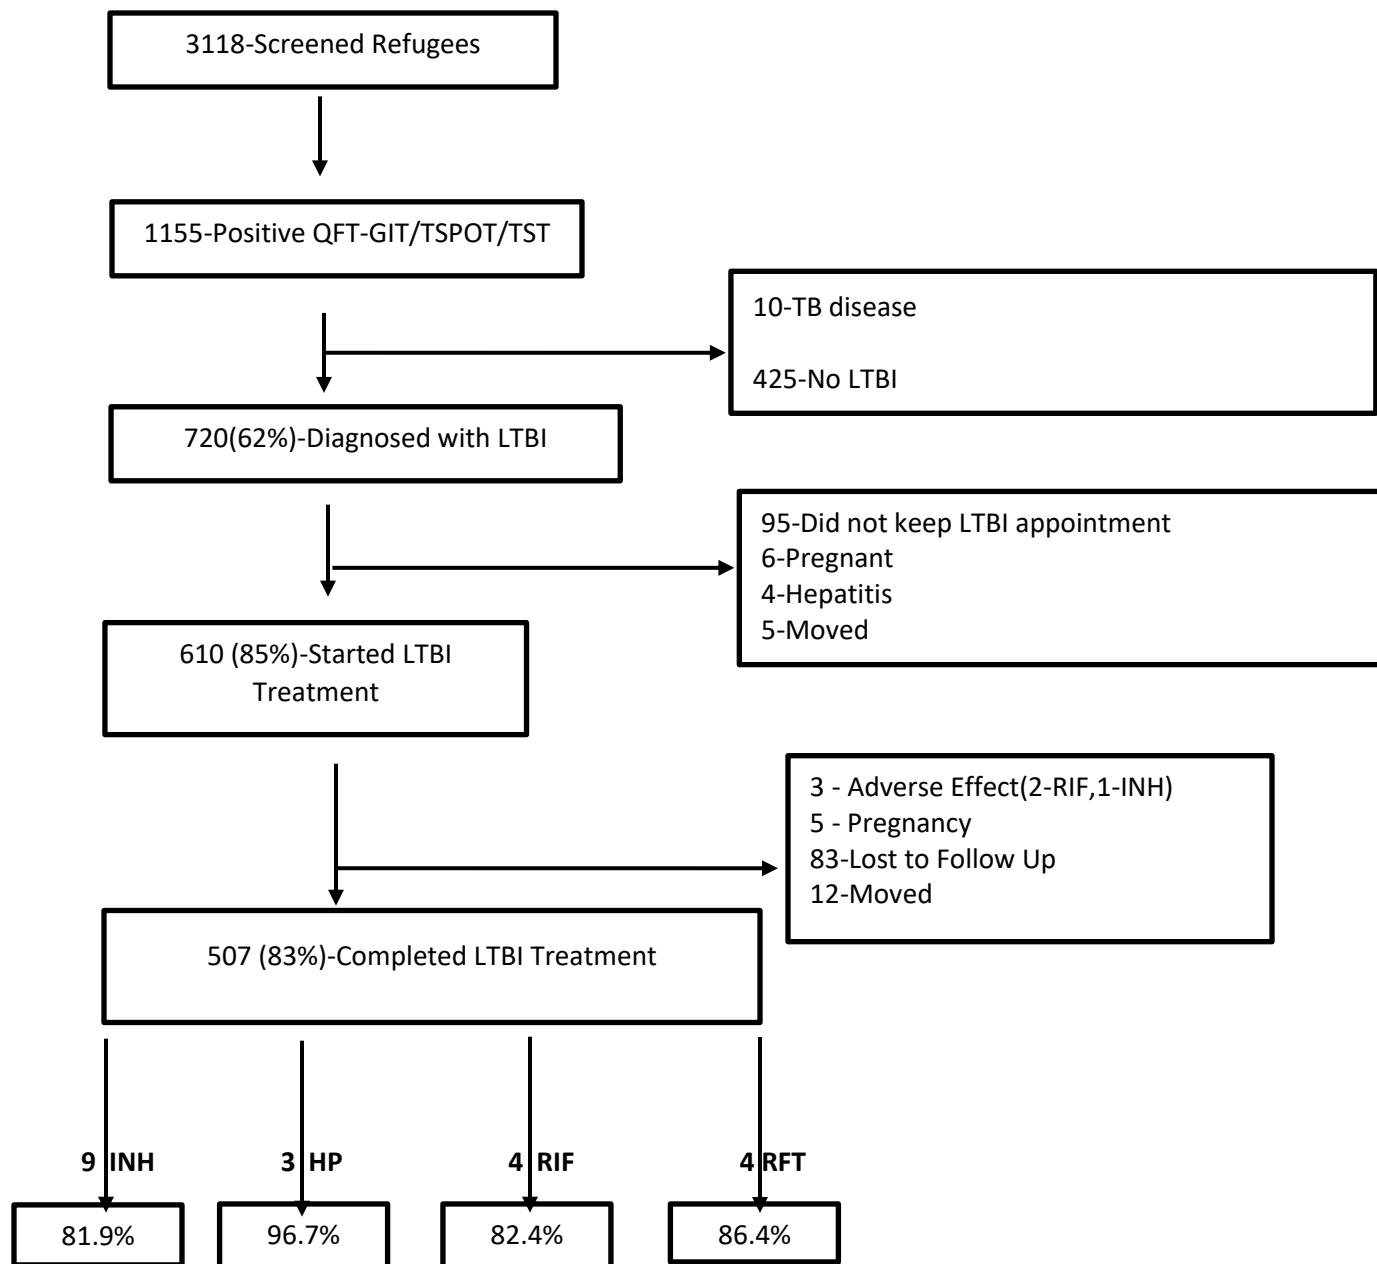 3118-Screened Refugees
1155-Positive QFT-GIT/TSPOT/TST
10-TB disease
425-No LTBI
720(62%)-Diagnosed with LTBI
95-Did not keep LTBI appointment
6-Pregnant
4-Hepatitis
5-Moved
610 (85%)-Started LTBI
Treatment
3 - Adverse Effect(2-RIF,1-INH)
5 - Pregnancy
83-Lost to Follow Up
12-Moved
507 (83%)-Completed LTBI Treatment
9 INH 3 HP 4 RIF 4 RFT
81.9% 96.7% 82.4% 86.4%